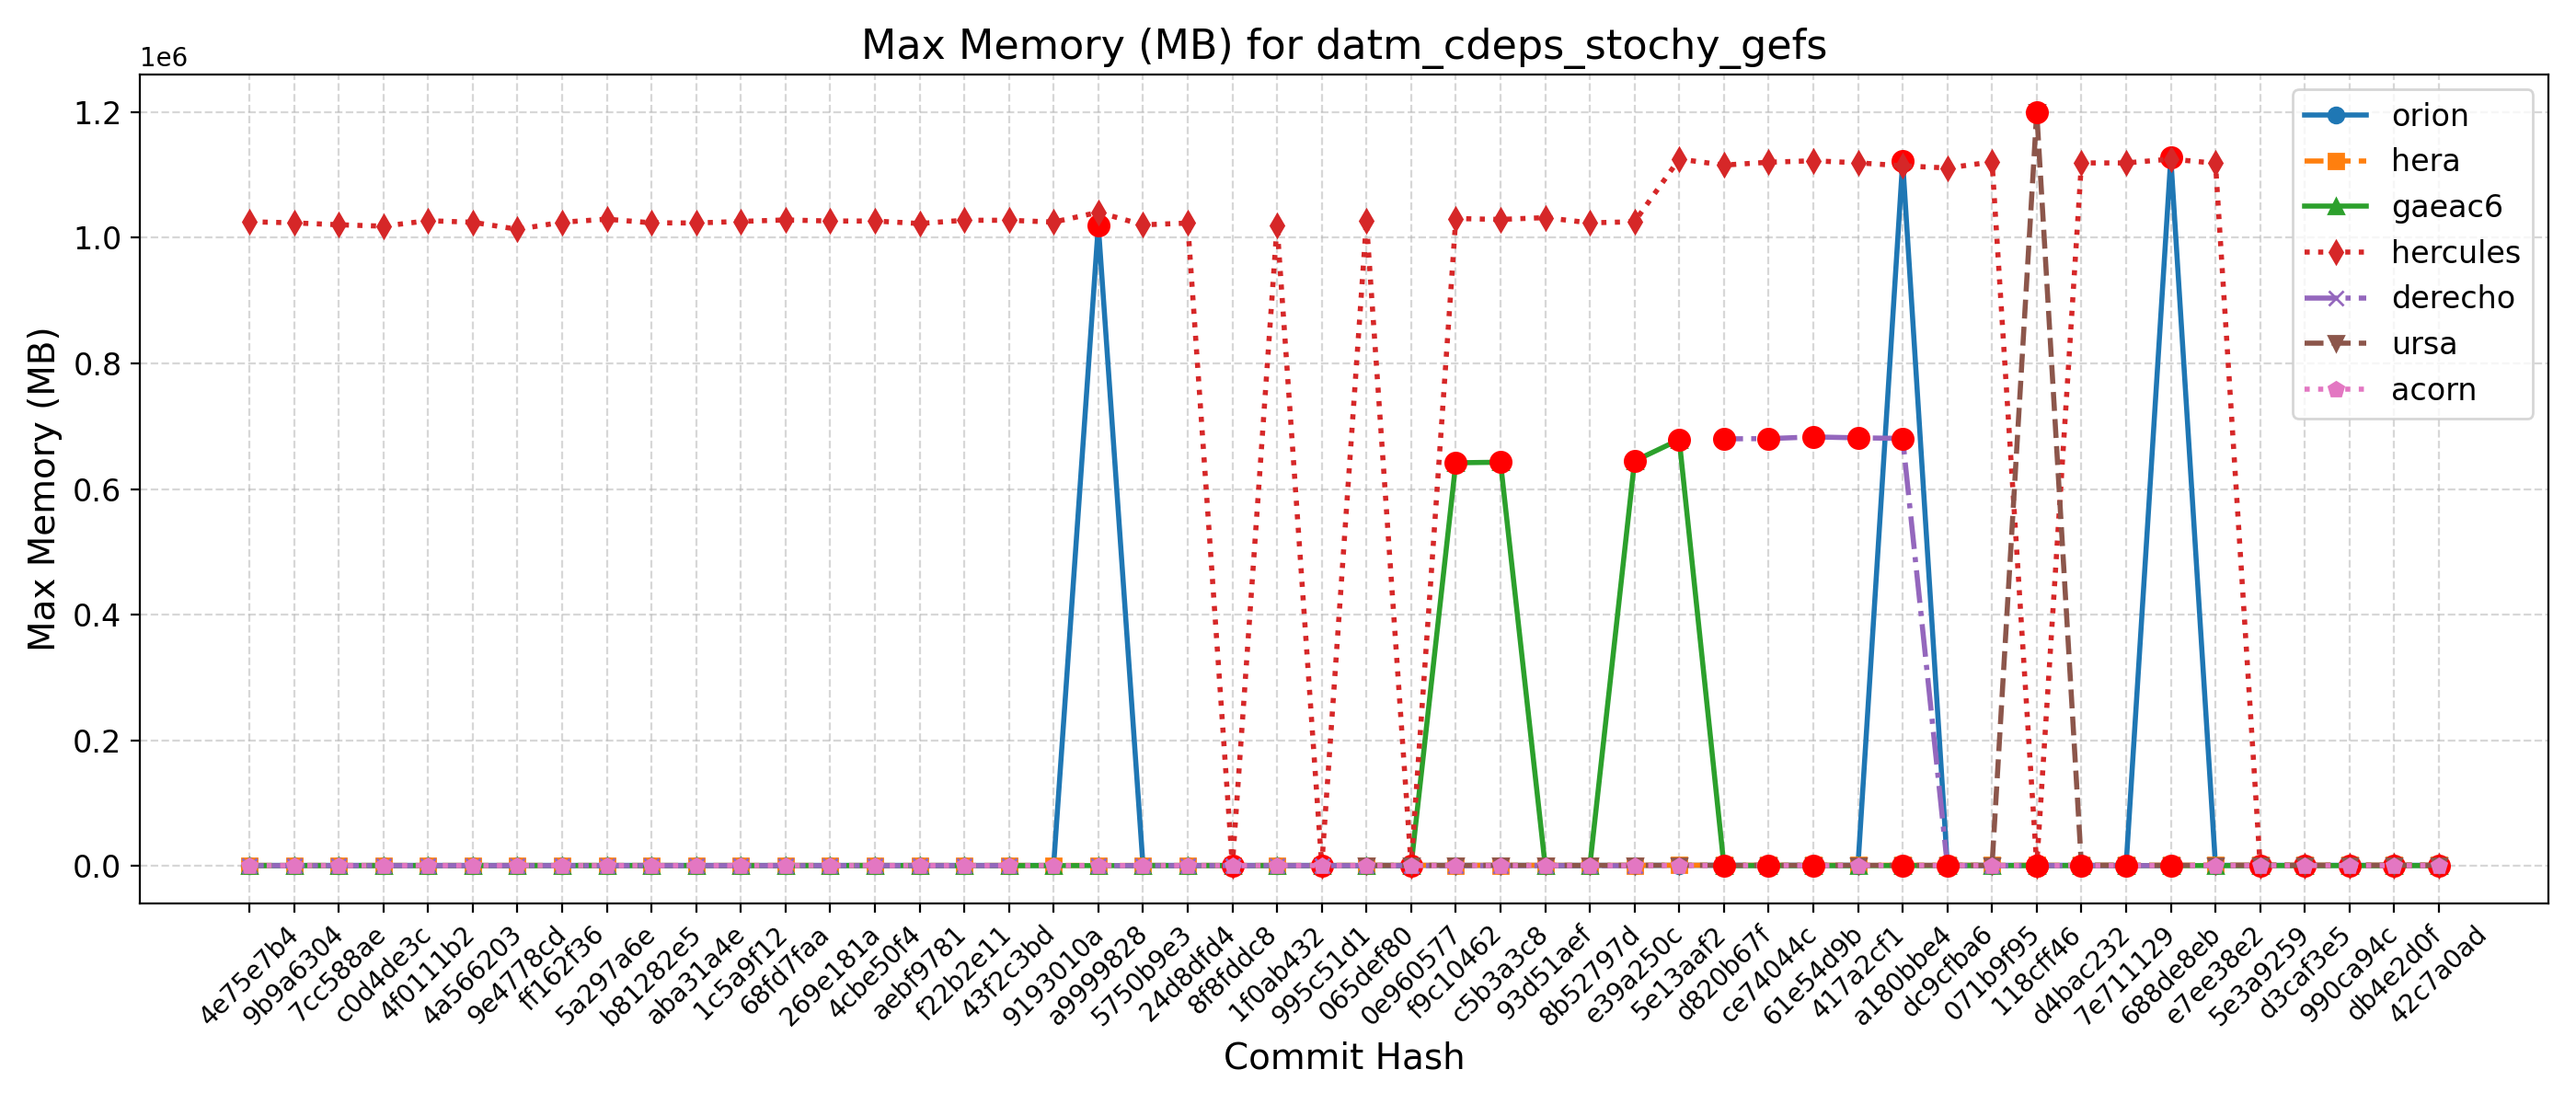 Max Memory (MB) for datm_cdeps_stochy_gefs
1e6
1.2
1.0
0.8
0.6
0.4
0.2
0.0
Max Memory (MB)
orion
hera
gaeac6
hercules
derecho
ursa
acorn
4e75e7b4
9b9a6304
7cc588ae
c0d4de3c
4f0111b2
4a566203
9e4778cd
ff162f36
5a297a6e
b81282e5
aba31a4e
1c5a9f12
68fd7faa
269e181a
4cbe50f4
aebf9781
f22b2e11
43f2c3bd
9193010a
a9999828
5750b9e3
24d8dfd4
8f8fddc8
1f0ab432
995c51d1
065def80
0e960577
f9c10462
c5b3a3c8
93d51aef
8b52797d
e39a250c
5e13aaf2
d820b67f
ce74044c
61e54d9b
417a2cf1
a180bbe4
dc9cfba6
071b9f95
118cff46
d4bac232
7e711129
688de8eb
e7ee38e2
5e3a9259
d3caf3e5
990ca94c
db4e2d0f
42c7a0ad
Commit Hash